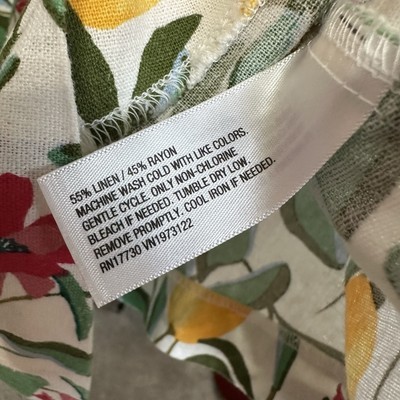 55% LINEN / 45% RAYON
MACHINE WASH COLD WITH LIKE COLORS.
GENTLE CYCLE. ONLY NON-CHLORINE
BLEACH IF NEEDED. TUMBLE DRY LOW.
REMOVE PROMPTLY. COOL IRON IF NEEDED.
RN17730 VN1973122